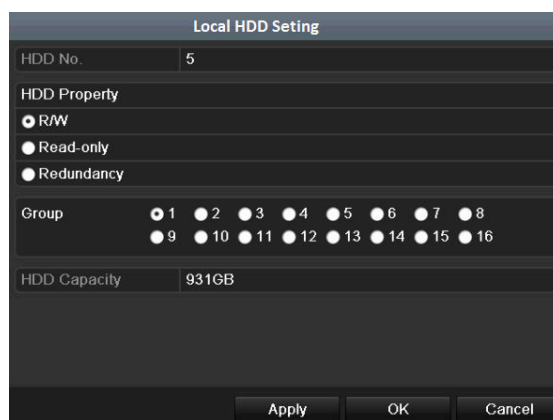 Local HDD Seting
HDD No. 5
HDD Property
R/W
Read-only
Redundancy
Group 1 2 3 4 5 6 7 8
9 10 11 12 13 14 15 16
HDD Capacity 931GB
Apply OK Cancel